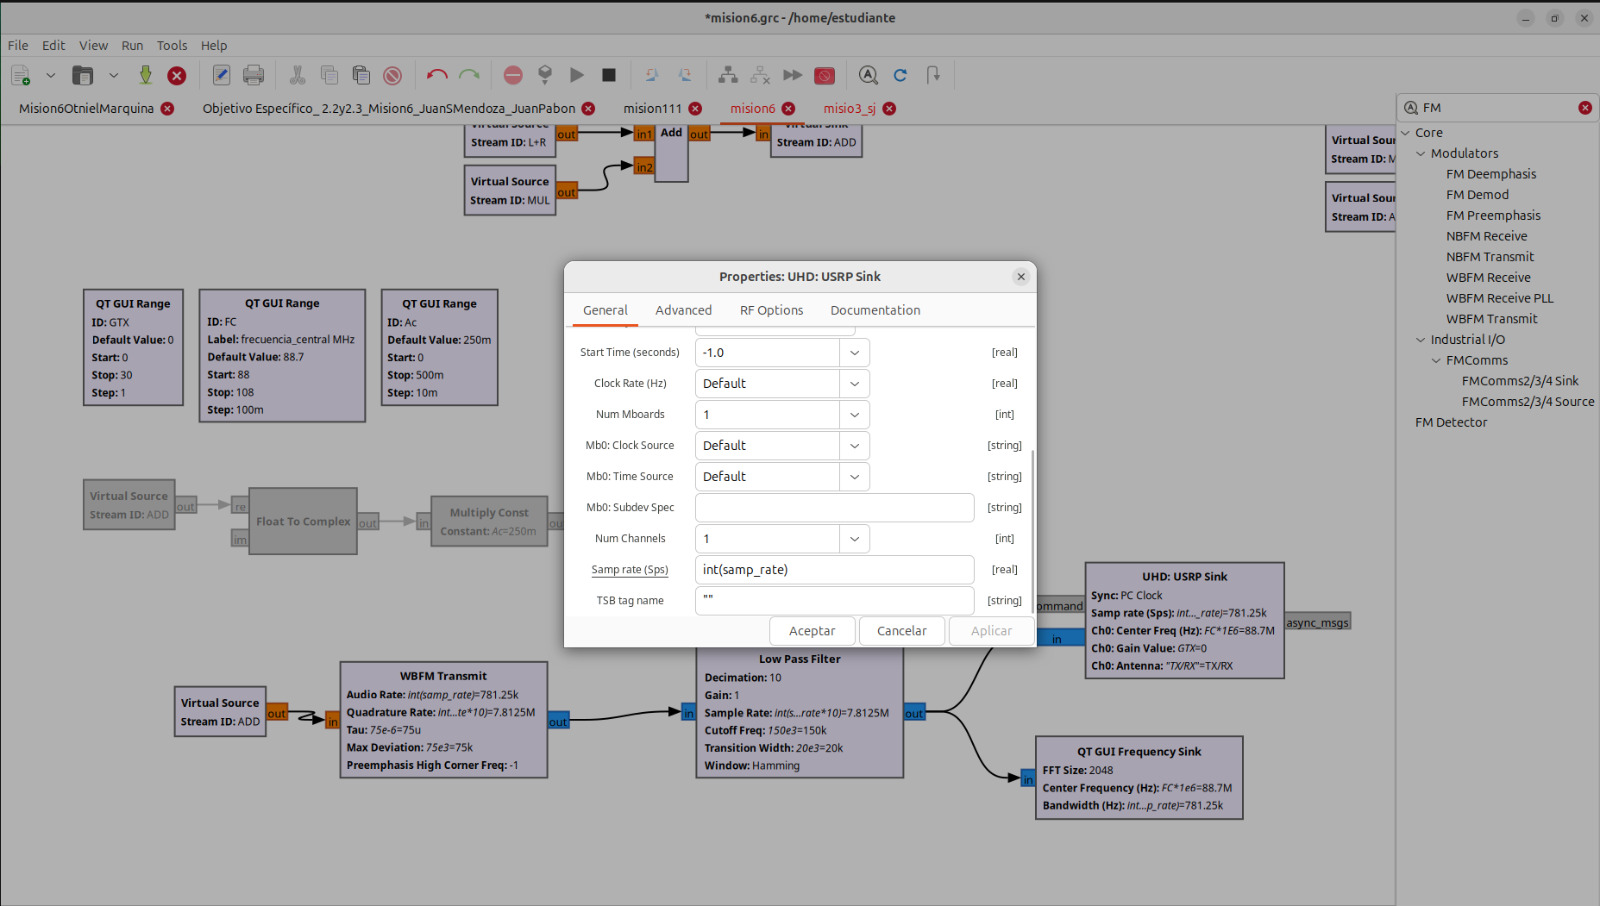 *mision6.grc - /home/estudiante
File Edit View Run Tools Help
Mision6OtnielMarquina
Objetivo Específico_ 2.2y2.3_Mision6_JuanSMendoza_JuanPabon
mision111
mision6
misio3_sj
FM
Core
Modulators
FM Deemphasis
FM Demod
FM Preemphasis
NBFM Receive
NBFM Transmit
WBFM Receive
WBFM Receive PLL
WBFM Transmit
Industrial I/O
FMComms
FMComms2/3/4 Sink
FMComms2/3/4 Source
FM Detector
Virtual Source
Stream ID: L+R
out
in1
Add
out
in2
in
Virtual Sink
Stream ID: ADD
Virtual Source
Stream ID: MUL
out
Virtual Sour
Stream ID: M
Virtual Sour
Stream ID: A
QT GUI Range
ID: GTX
Default Value: 0
Start: 0
Stop: 30
Step: 1
QT GUI Range
ID: FC
Label: frecuencia_central MHz
Default Value: 88.7
Start: 88
Stop: 108
Step: 100m
QT GUI Range
ID: Ac
Default Value: 250m
Start: 0
Stop: 500m
Step: 10m
Virtual Source
Stream ID: ADD
out
re
im
Float To Complex
out
in
Multiply Const
Constant: Ac=250m
ou
Properties: UHD: USRP Sink
General Advanced RF Options Documentation
Start Time (seconds) -1.0 [real]
Clock Rate (Hz) Default [real]
Num Mboards 1 [int]
Mb0: Clock Source Default [string]
Mb0: Time Source Default [string]
Mb0: Subdev Spec [string]
Num Channels 1 [int]
Samp rate (Sps) int(samp_rate) [real]
TSB tag name "" [string]
Aceptar Cancelar Aplicar
ommand
in
UHD: USRP Sink
Sync: PC Clock
Samp rate (Sps): int..._rate)=781.25k
Ch0: Center Freq (Hz): FC*1E6=88.7M
Ch0: Gain Value: GTX=0
Ch0: Antenna: "TX/RX"=TX/RX
async_msgs
Virtual Source
Stream ID: ADD
out
in
WBFM Transmit
Audio Rate: int(samp_rate)=781.25k
Quadrature Rate: int...te*10)=7.8125M
Tau: 75e-6=75u
Max Deviation: 75e3=75k
Preemphasis High Corner Freq: -1
out
in
Low Pass Filter
Decimation: 10
Gain: 1
Sample Rate: int(s...rate*10)=7.8125M
Cutoff Freq: 150e3=150k
Transition Width: 20e3=20k
Window: Hamming
out
in
QT GUI Frequency Sink
FFT Size: 2048
Center Frequency (Hz): FC*1e6=88.7M
Bandwidth (Hz): int...p_rate)=781.25k